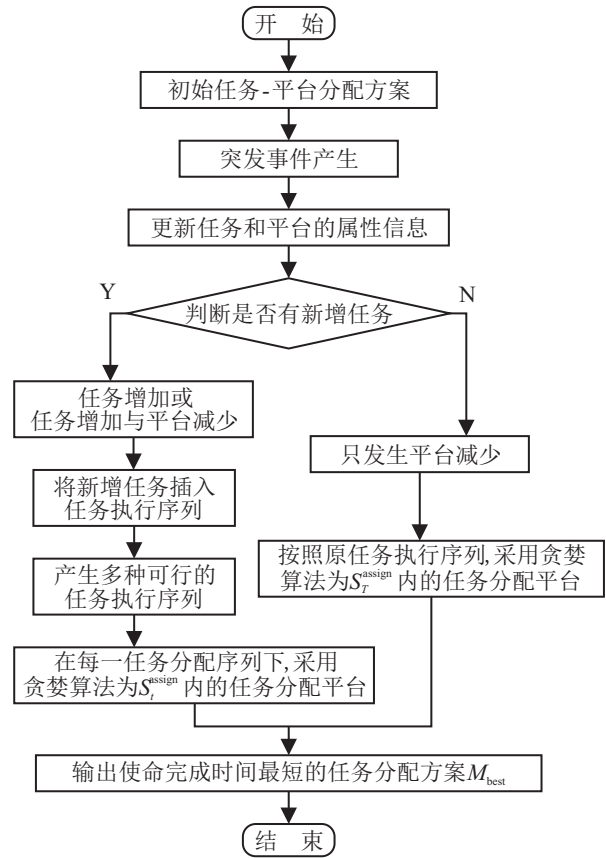 开 始
初始任务-平台分配方案
突发事件产生
更新任务和平台的属性信息
判断是否有新增任务
Y
N
任务增加或
任务增加与平台减少
将新增任务插入
任务执行序列
产生多种可行的
任务执行序列
在每一任务分配序列下,采用
贪婪算法为S_t^assign 内的任务分配平台
只发生平台减少
按照原任务执行序列,采用贪婪
算法为S_T^assign 内的任务分配平台
输出使命完成时间最短的任务分配方案M_best
结 束